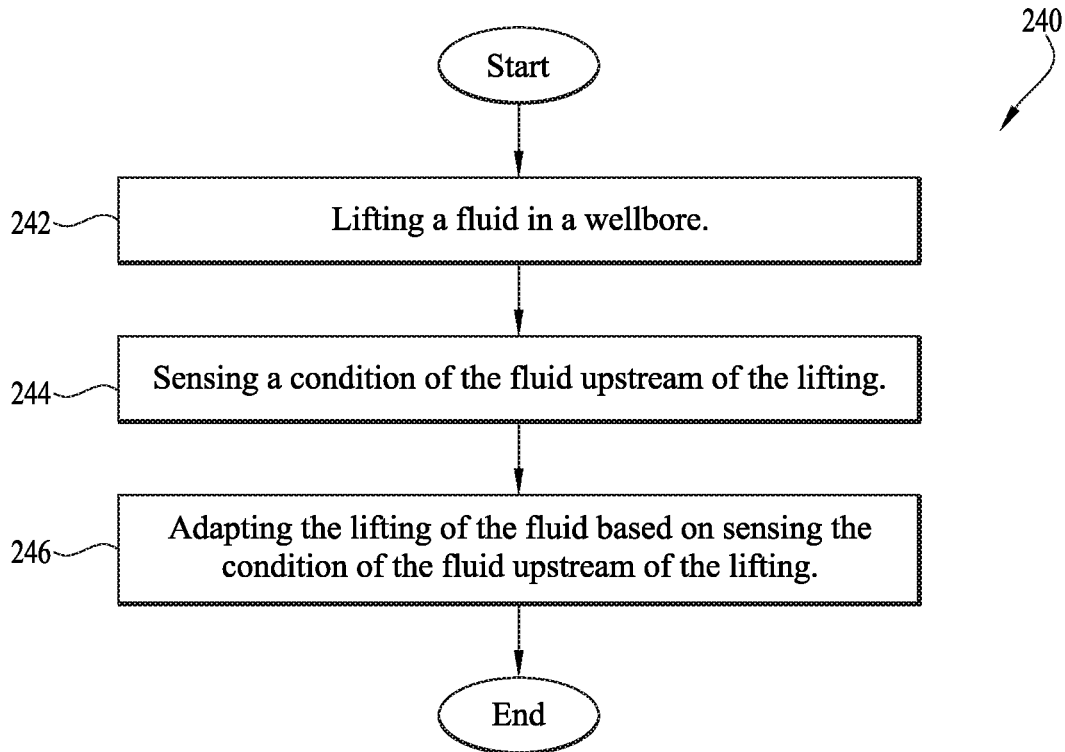 240
Start
242
Lifting a fluid in a wellbore.
244
Sensing a condition of the fluid upstream of the lifting.
246
Adapting the lifting of the fluid based on sensing the
condition of the fluid upstream of the lifting.
End